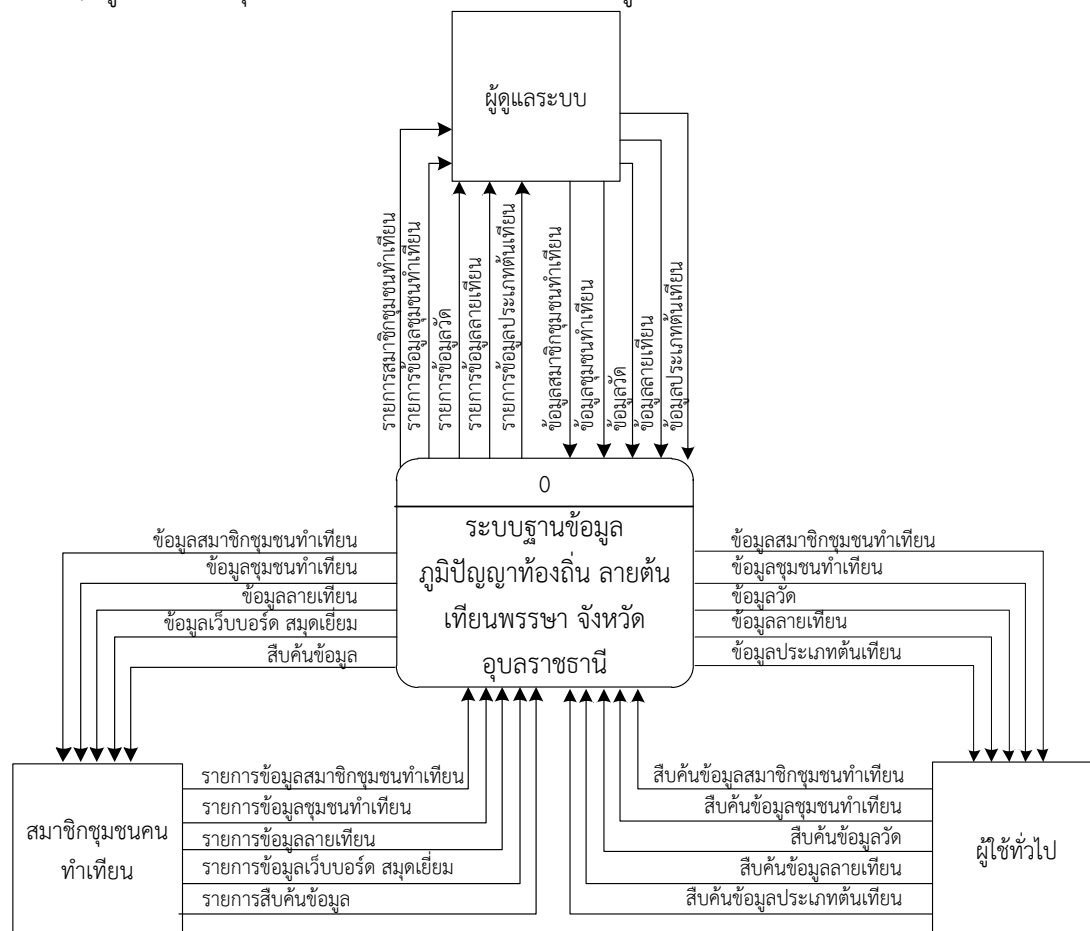 ผู้ดูแลระบบ
รายการสมาชิกชุมชนทำเทียน
รายการข้อมูลชุมชนทำเทียน
รายการข้อมูลวัด
รายการข้อมูลลายเทียน
รายการข้อมูลประเภทต้นเทียน
ข้อมูลสมาชิกชุมชนทำเทียน
ข้อมูลชุมชนทำเทียน
ข้อมูลวัด
ข้อมูลลายเทียน
ข้อมูลประเภทต้นเทียน
0
ระบบฐานข้อมูล
ภูมิปัญญาท้องถิ่น ลายต้น
เทียนพรรษา จังหวัด
อุบลราชธานี
ข้อมูลสมาชิกชุมชนทำเทียน
ข้อมูลชุมชนทำเทียน
ข้อมูลลายเทียน
ข้อมูลเว็บบอร์ด สมุดเยี่ยม
สืบค้นข้อมูล
ข้อมูลสมาชิกชุมชนทำเทียน
ข้อมูลชุมชนทำเทียน
ข้อมูลวัด
ข้อมูลลายเทียน
ข้อมูลประเภทต้นเทียน
สมาชิกชุมชนคน
ทำเทียน
รายการข้อมูลสมาชิกชุมชนทำเทียน
รายการข้อมูลชุมชนทำเทียน
รายการข้อมูลลายเทียน
รายการข้อมูลเว็บบอร์ด สมุดเยี่ยม
รายการสืบค้นข้อมูล
สืบค้นข้อมูลสมาชิกชุมชนทำเทียน
สืบค้นข้อมูลชุมชนทำเทียน
สืบค้นข้อมูลวัด
สืบค้นข้อมูลลายเทียน
สืบค้นข้อมูลประเภทต้นเทียน
ผู้ใช้ทั่วไป